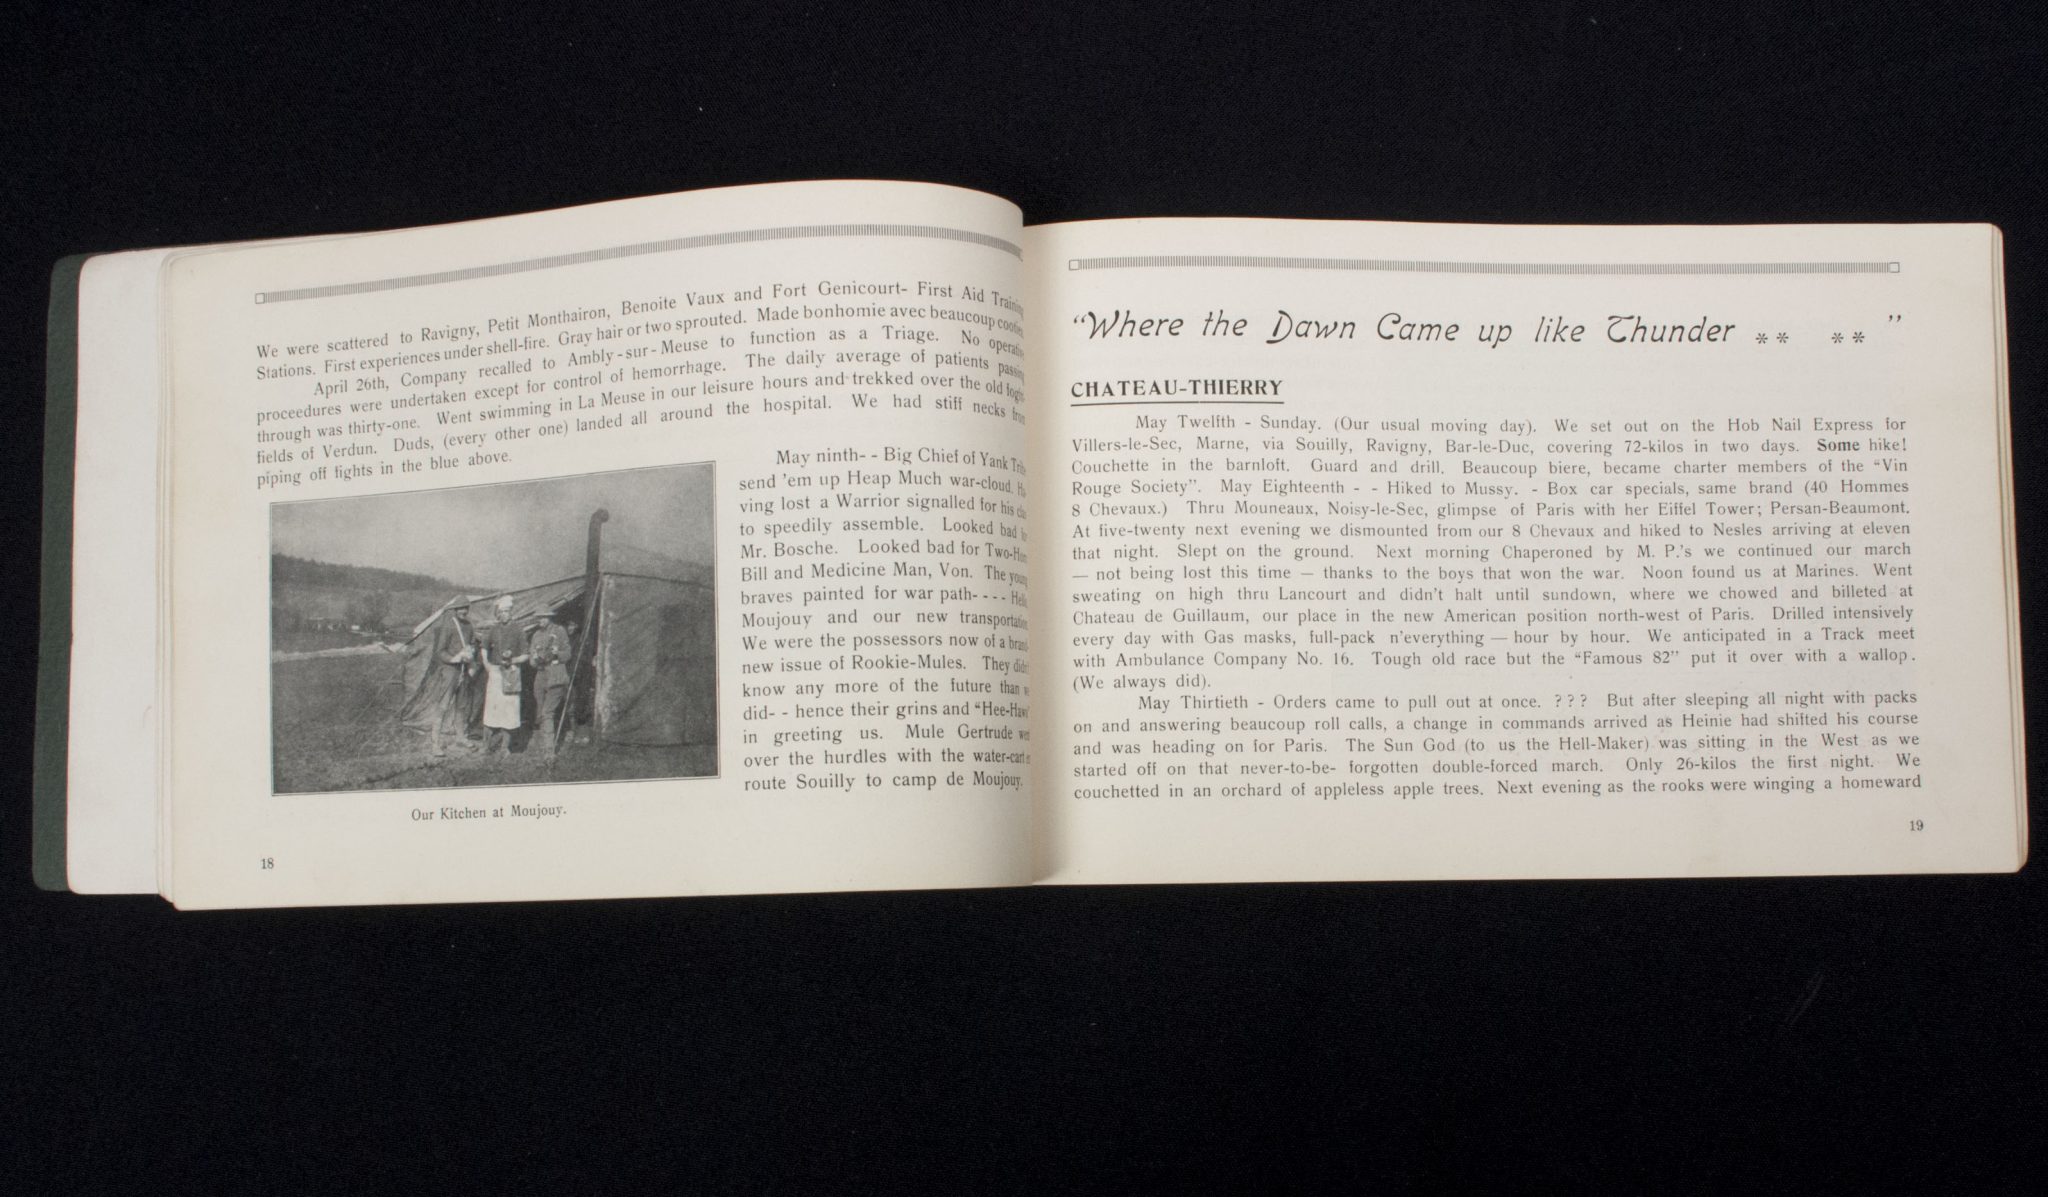 We were scattered to Ravigny, Petit Monthairon, Benoite Vaux and Fort Genicourt- First Aid Training
Stations. First experiences under shell-fire. Gray hair or two sprouted. Made bonhomie avec beaucoup cooties.
April 26th, Company recalled to Ambly-sur-Meuse to function as a Triage. No operative
proceedures were undertaken except for control of hemorrhage. The daily average of patients passing
through was thirty-one. Went swimming in La Meuse in our leisure hours and trekked over the old
fields of Verdun. Duds, (every other one) landed all around the hospital. We had stiff necks from
piping off fights in the blue above.
May ninth- - Big Chief of Yank Tribe
send 'em up Heap Much war-cloud. Ha-
ving lost a Warrior signalled for his clan
to speedily assemble. Looked bad for
Mr. Bosche. Looked bad for Two-Horn
Bill and Medicine Man, Von. The young
braves painted for war path- - - - Hello
Moujouy and our new transportation.
We were the possessors now of a brand-
new issue of Rookie-Mules. They didn't
know any more of the future than we
did- - hence their grins and "Hee-Haws"
in greeting us. Mule Gertrude went
over the hurdles with the water-cart en
route Souilly to camp de Moujouy.
Our Kitchen at Moujouy.
18
"Where the Dawn Came up like Thunder ** ** "
CHATEAU-THIERRY
May Twelfth - Sunday. (Our usual moving day). We set out on the Hob Nail Express for
Villers-le-Sec, Marne, via Souilly, Ravigny, Bar-le-Duc, covering 72-kilos in two days. Some hike!
Couchette in the barnloft. Guard and drill. Beaucoup biere, became charter members of the "Vin
Rouge Society". May Eighteenth - - Hiked to Mussy. - Box car specials, same brand (40 Hommes
8 Chevaux.) Thru Mouneaux, Noisy-le-Sec, glimpse of Paris with her Eiffel Tower; Persan-Beaumont.
At five-twenty next evening we dismounted from our 8 Chevaux and hiked to Nesles arriving at eleven
that night. Slept on the ground. Next morning Chaperoned by M. P.'s we continued our march
— not being lost this time — thanks to the boys that won the war. Noon found us at Marines. Went
sweating on high thru Lancourt and didn't halt until sundown, where we chowed and billeted at
Chateau de Guillaum, our place in the new American position north-west of Paris. Drilled intensively
every day with Gas masks, full-pack n'everything — hour by hour. We anticipated in a Track meet
with Ambulance Company No. 16. Tough old race but the "Famous 82" put it over with a wallop.
(We always did).
May Thirtieth - Orders came to pull out at once. ??? But after sleeping all night with packs
on and answering beaucoup roll calls, a change in commands arrived as Heinie had shifted his course
and was heading on for Paris. The Sun God (to us the Hell-Maker) was sitting in the West as we
started off on that never-to-be- forgotten double-forced march. Only 26-kilos the first night. We
couchetted in an orchard of appleless apple trees. Next evening as the rooks were winging a homeward
19